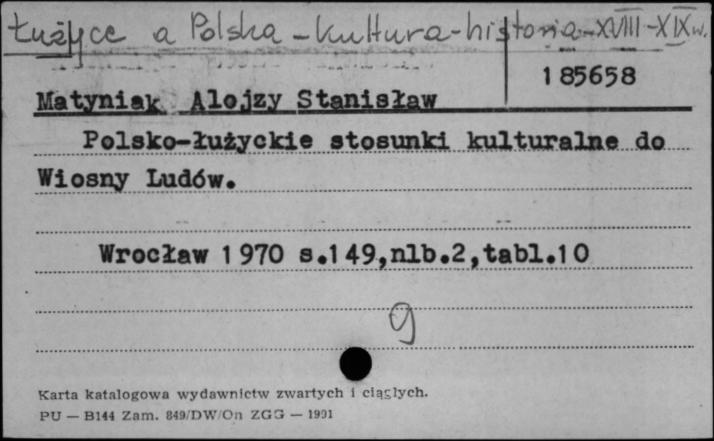 Łużyce a Polska - kultura - historia - XVIII - XIX w.
185658
Matyniak Alojzy Stanisław
Polsko-łużyckie stosunki kulturalne do
Wiosny Ludów.
Wrocław 1970 s.149,nlb.2,tabl.10
g
Karta katalogowa wydawnictw zwartych i ciągłych.
PU — B144 Zam. 849/DW/On ZGG — 1991